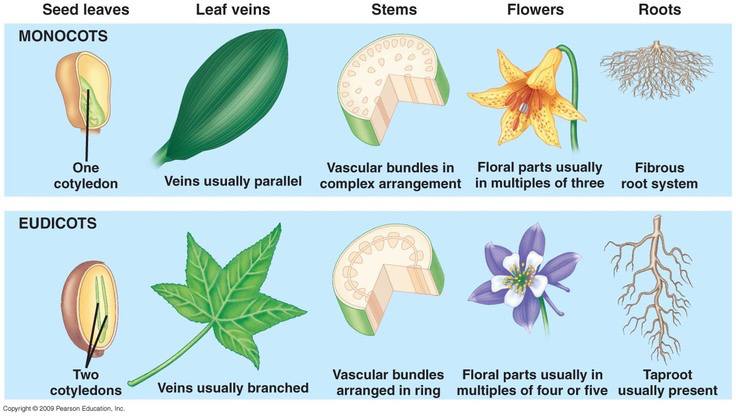 Seed leaves
Leaf veins
Stems
Flowers
Roots
MONOCOTS
One
cotyledon
Veins usually parallel
Vascular bundles in
complex arrangement
Floral parts usually
in multiples of three
Fibrous
root system
EUDICOTS
Two
cotyledons
Veins usually branched
Vascular bundles
arranged in ring
Floral parts usually in
multiples of four or five
Taproot
usually present
Copyright © 2009 Pearson Education, Inc.